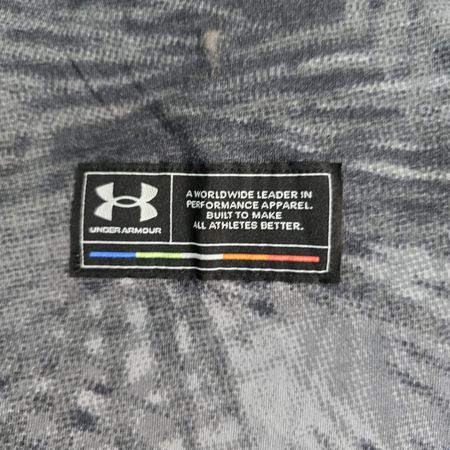 A WORLDWIDE LEADER IN
PERFORMANCE APPAREL.
BUILT TO MAKE
ALL ATHLETES BETTER.
UNDER ARMOUR